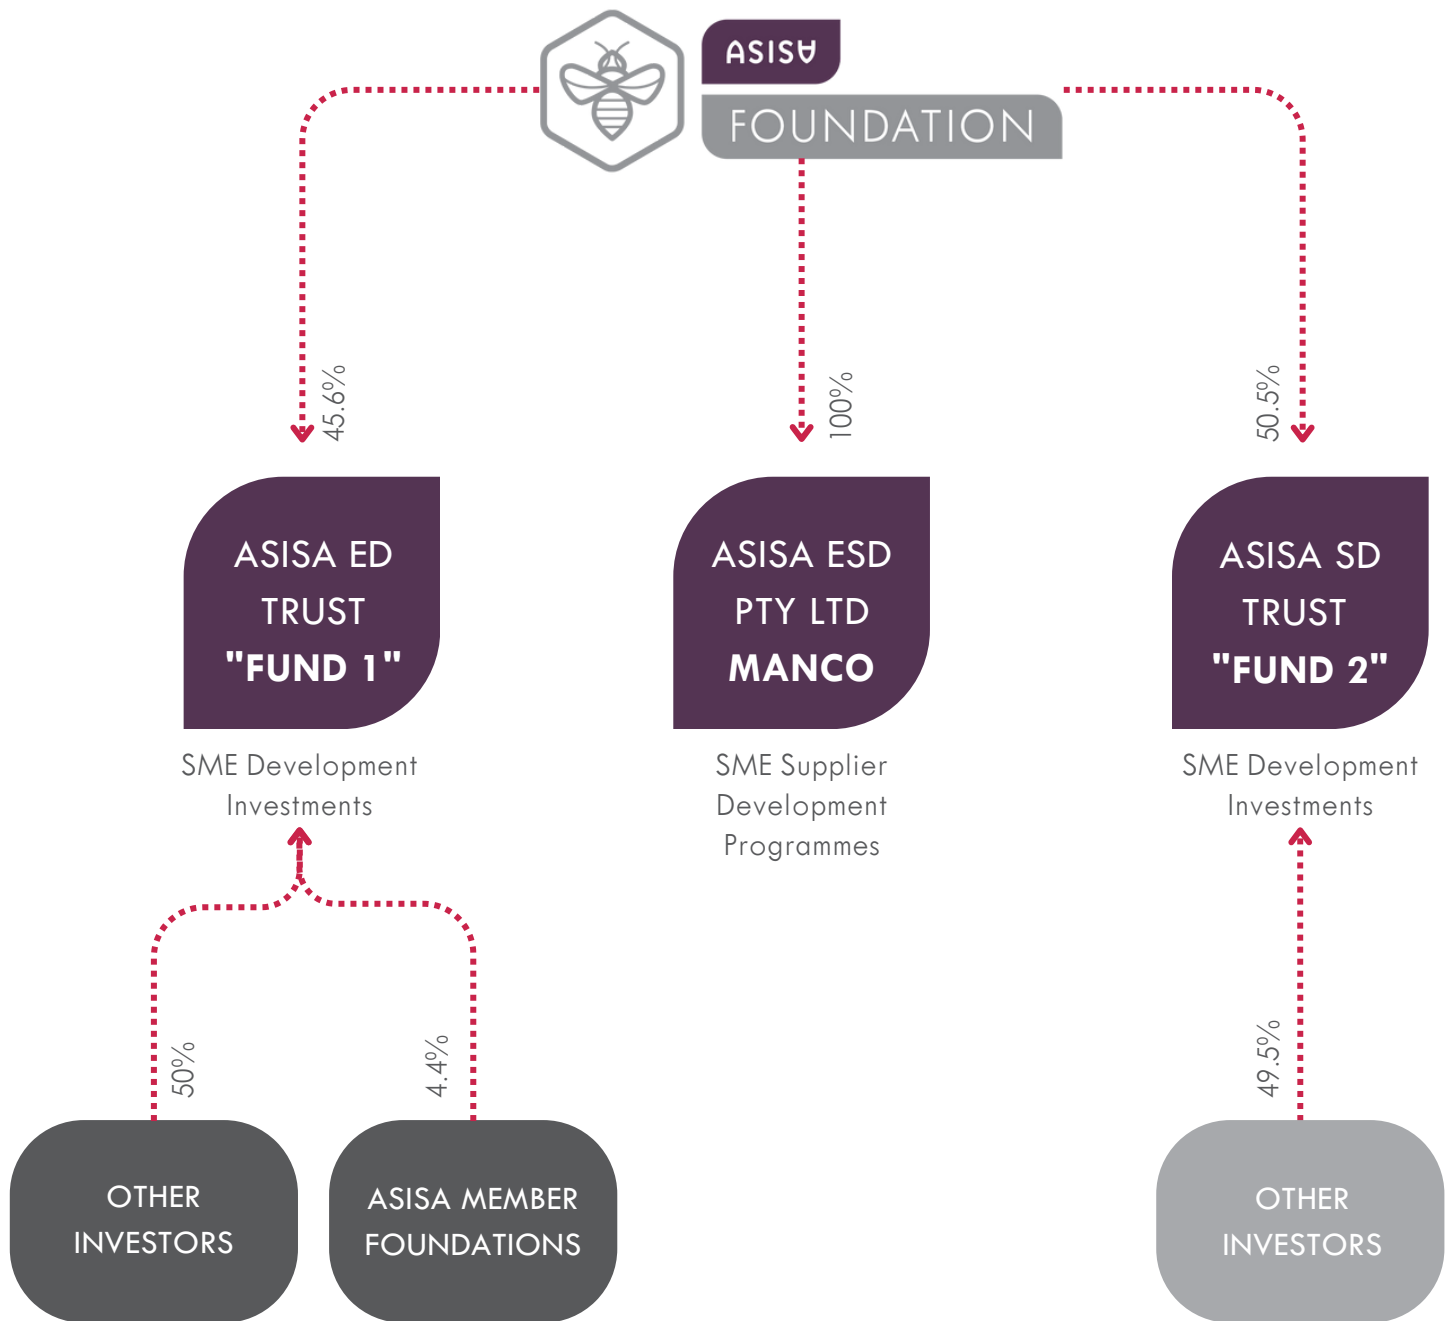 ASISA
FOUNDATION
45.6%
100%
50.5%
ASISA ED
TRUST
"FUND 1"
ASISA ESD
PTY LTD
MANCO
ASISA SD
TRUST
"FUND 2"
SME Development
Investments
SME Supplier
Development
Programmes
SME Development
Investments
50%
4.4%
49.5%
OTHER
INVESTORS
ASISA MEMBER
FOUNDATIONS
OTHER
INVESTORS